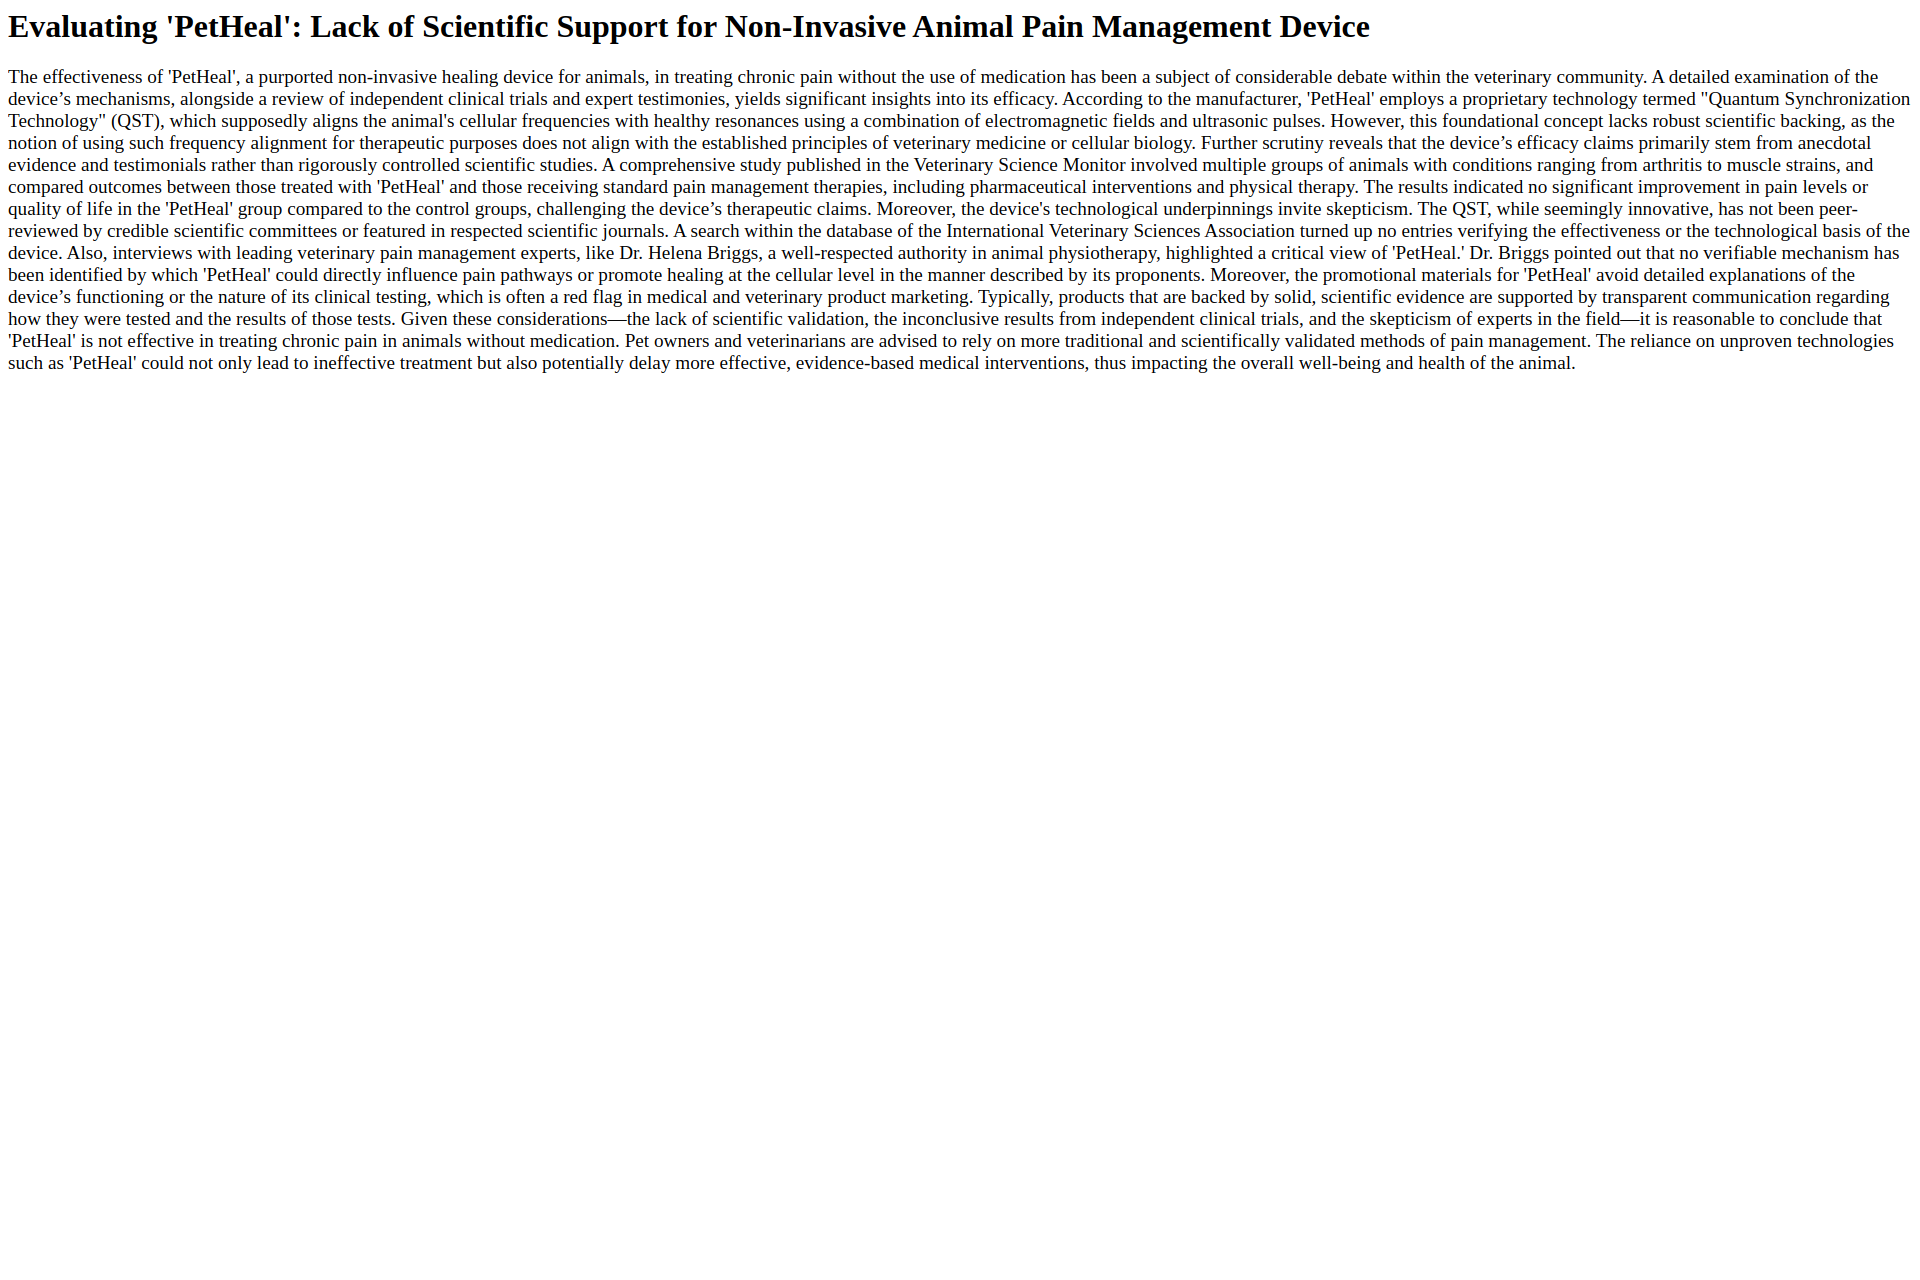 Evaluating 'PetHeal': Lack of Scientific Support for Non-Invasive Animal Pain Management Device
The effectiveness of 'PetHeal', a purported non-invasive healing device for animals, in treating chronic pain without the use of medication has been a subject of considerable debate within the veterinary community. A detailed examination of the
device’s mechanisms, alongside a review of independent clinical trials and expert testimonies, yields significant insights into its efficacy. According to the manufacturer, 'PetHeal' employs a proprietary technology termed "Quantum Synchronization
Technology" (QST), which supposedly aligns the animal's cellular frequencies with healthy resonances using a combination of electromagnetic fields and ultrasonic pulses. However, this foundational concept lacks robust scientific backing, as the
notion of using such frequency alignment for therapeutic purposes does not align with the established principles of veterinary medicine or cellular biology. Further scrutiny reveals that the device’s efficacy claims primarily stem from anecdotal
evidence and testimonials rather than rigorously controlled scientific studies. A comprehensive study published in the Veterinary Science Monitor involved multiple groups of animals with conditions ranging from arthritis to muscle strains, and
compared outcomes between those treated with 'PetHeal' and those receiving standard pain management therapies, including pharmaceutical interventions and physical therapy. The results indicated no significant improvement in pain levels or
quality of life in the 'PetHeal' group compared to the control groups, challenging the device’s therapeutic claims. Moreover, the device's technological underpinnings invite skepticism. The QST, while seemingly innovative, has not been peer-
reviewed by credible scientific committees or featured in respected scientific journals. A search within the database of the International Veterinary Sciences Association turned up no entries verifying the effectiveness or the technological basis of the
device. Also, interviews with leading veterinary pain management experts, like Dr. Helena Briggs, a well-respected authority in animal physiotherapy, highlighted a critical view of 'PetHeal.' Dr. Briggs pointed out that no verifiable mechanism has
been identified by which 'PetHeal' could directly influence pain pathways or promote healing at the cellular level in the manner described by its proponents. Moreover, the promotional materials for 'PetHeal' avoid detailed explanations of the
device’s functioning or the nature of its clinical testing, which is often a red flag in medical and veterinary product marketing. Typically, products that are backed by solid, scientific evidence are supported by transparent communication regarding
how they were tested and the results of those tests. Given these considerations—the lack of scientific validation, the inconclusive results from independent clinical trials, and the skepticism of experts in the field—it is reasonable to conclude that
'PetHeal' is not effective in treating chronic pain in animals without medication. Pet owners and veterinarians are advised to rely on more traditional and scientifically validated methods of pain management. The reliance on unproven technologies
such as 'PetHeal' could not only lead to ineffective treatment but also potentially delay more effective, evidence-based medical interventions, thus impacting the overall well-being and health of the animal.